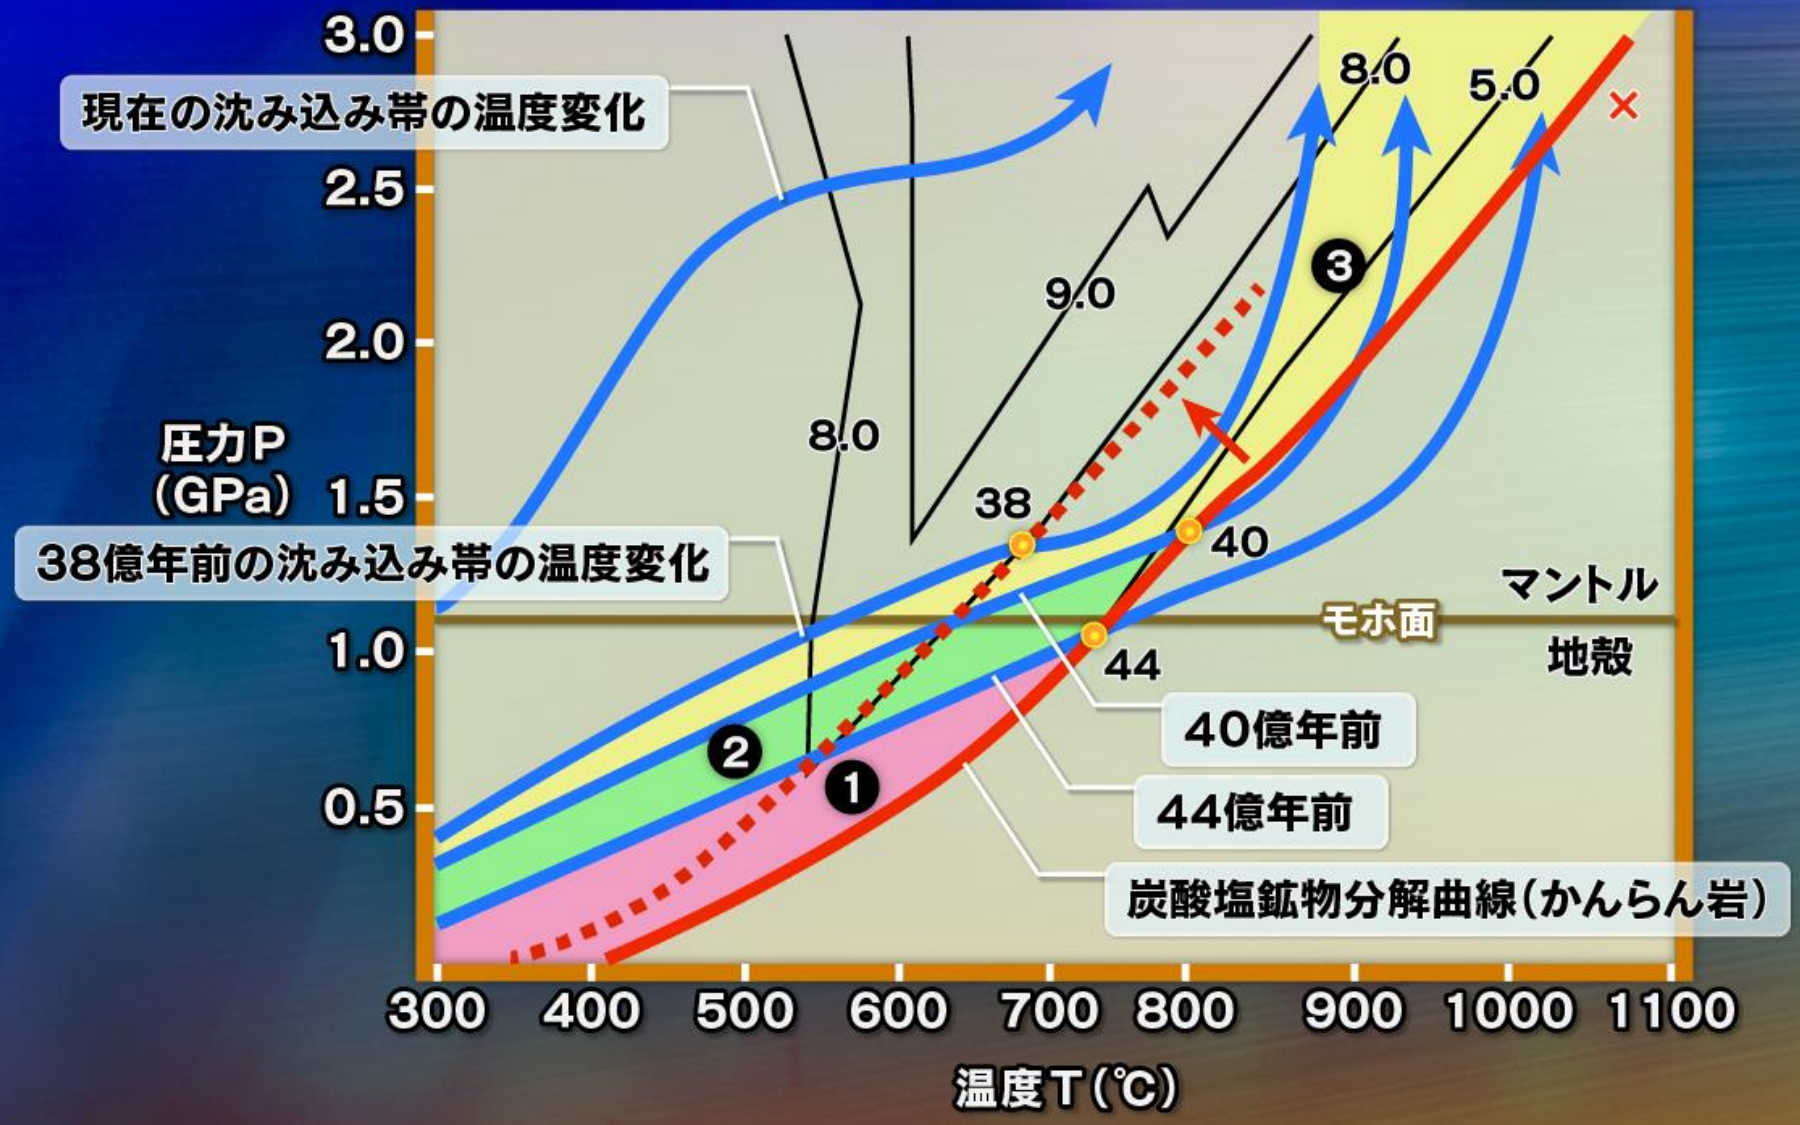 3.0
現在の沈み込み帯の温度変化
2.5
2.0
圧力P
(GPa)
1.5
38億年前の沈み込み帯の温度変化
1.0
0.5
8.0
5.0
×
3
9.0
8.0
38
40
マントル
モホ面
地殻
44
40億年前
2
1
44億年前
炭酸塩鉱物分解曲線(かんらん岩)
300 400 500 600 700 800 900 1000 1100
温度T(℃)